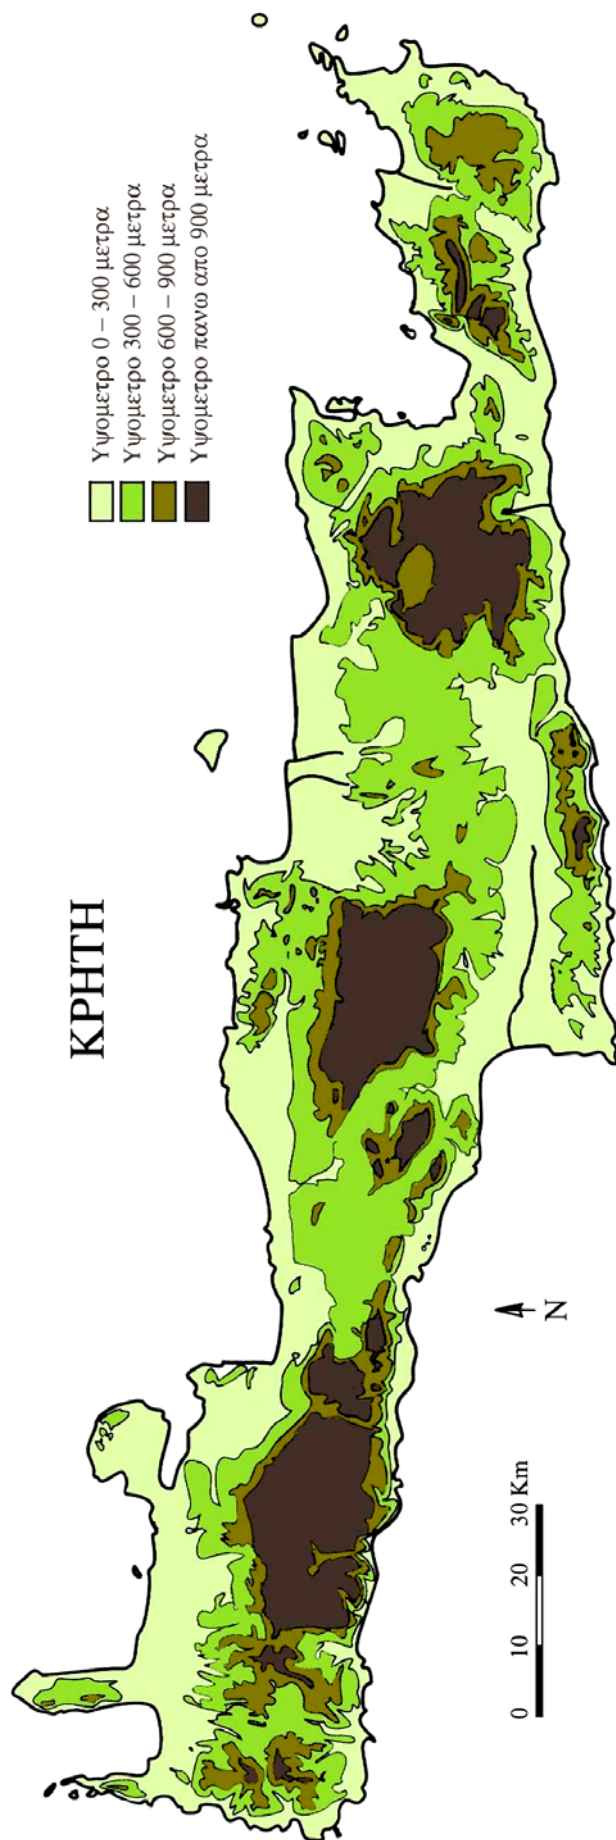 ΚΡΗΤΗ
Υψομετρο 0 – 300 μετρα
Υψομετρο 300 – 600 μετρα
Υψομετρο 600 – 900 μετρα
Υψομετρο πανω απο 900 μετρα
N
0 10 20 30 Km